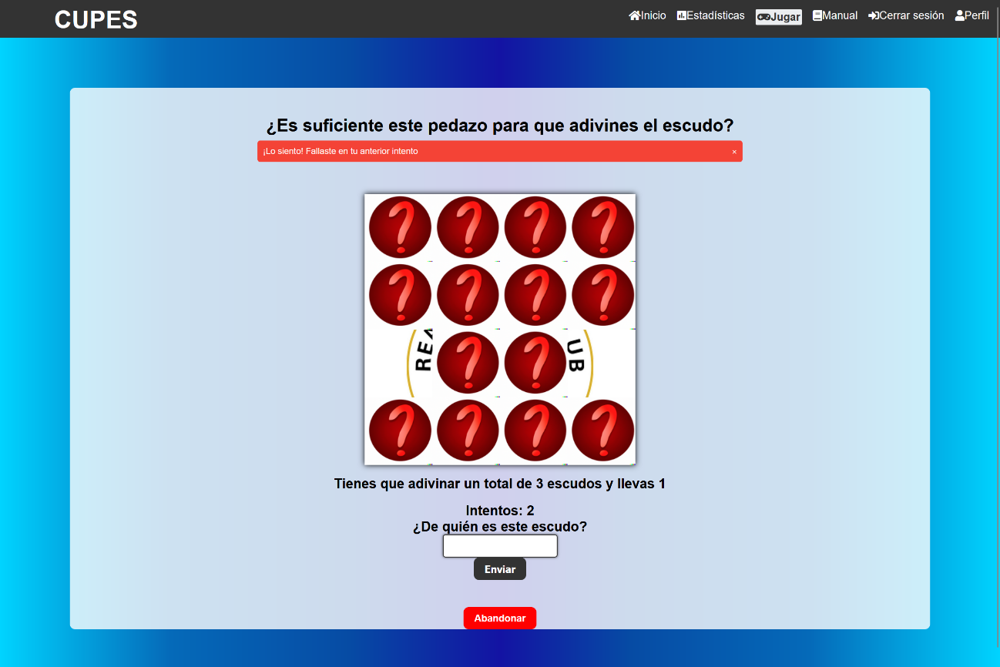 CUPES
Inicio Estadísticas Jugar Manual Cerrar sesión Perfil
¿Es suficiente este pedazo para que adivines el escudo?
¡Lo siento! Fallaste en tu anterior intento ×
? ? ? ?
? ? ? ?
REA ? ? UB
? ? ? ?
Tienes que adivinar un total de 3 escudos y llevas 1
Intentos: 2
¿De quién es este escudo?
Enviar
Abandonar